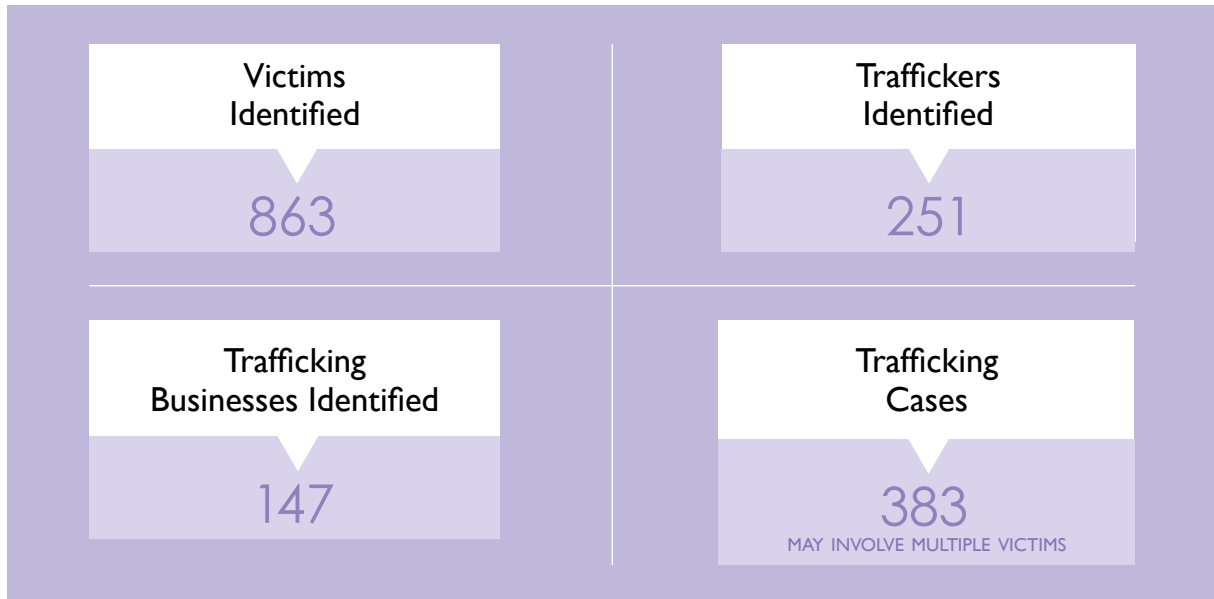 Victims
Identified
863
Traffickers
Identified
251
Trafficking
Businesses Identified
147
Trafficking
Cases
383
MAY INVOLVE MULTIPLE VICTIMS